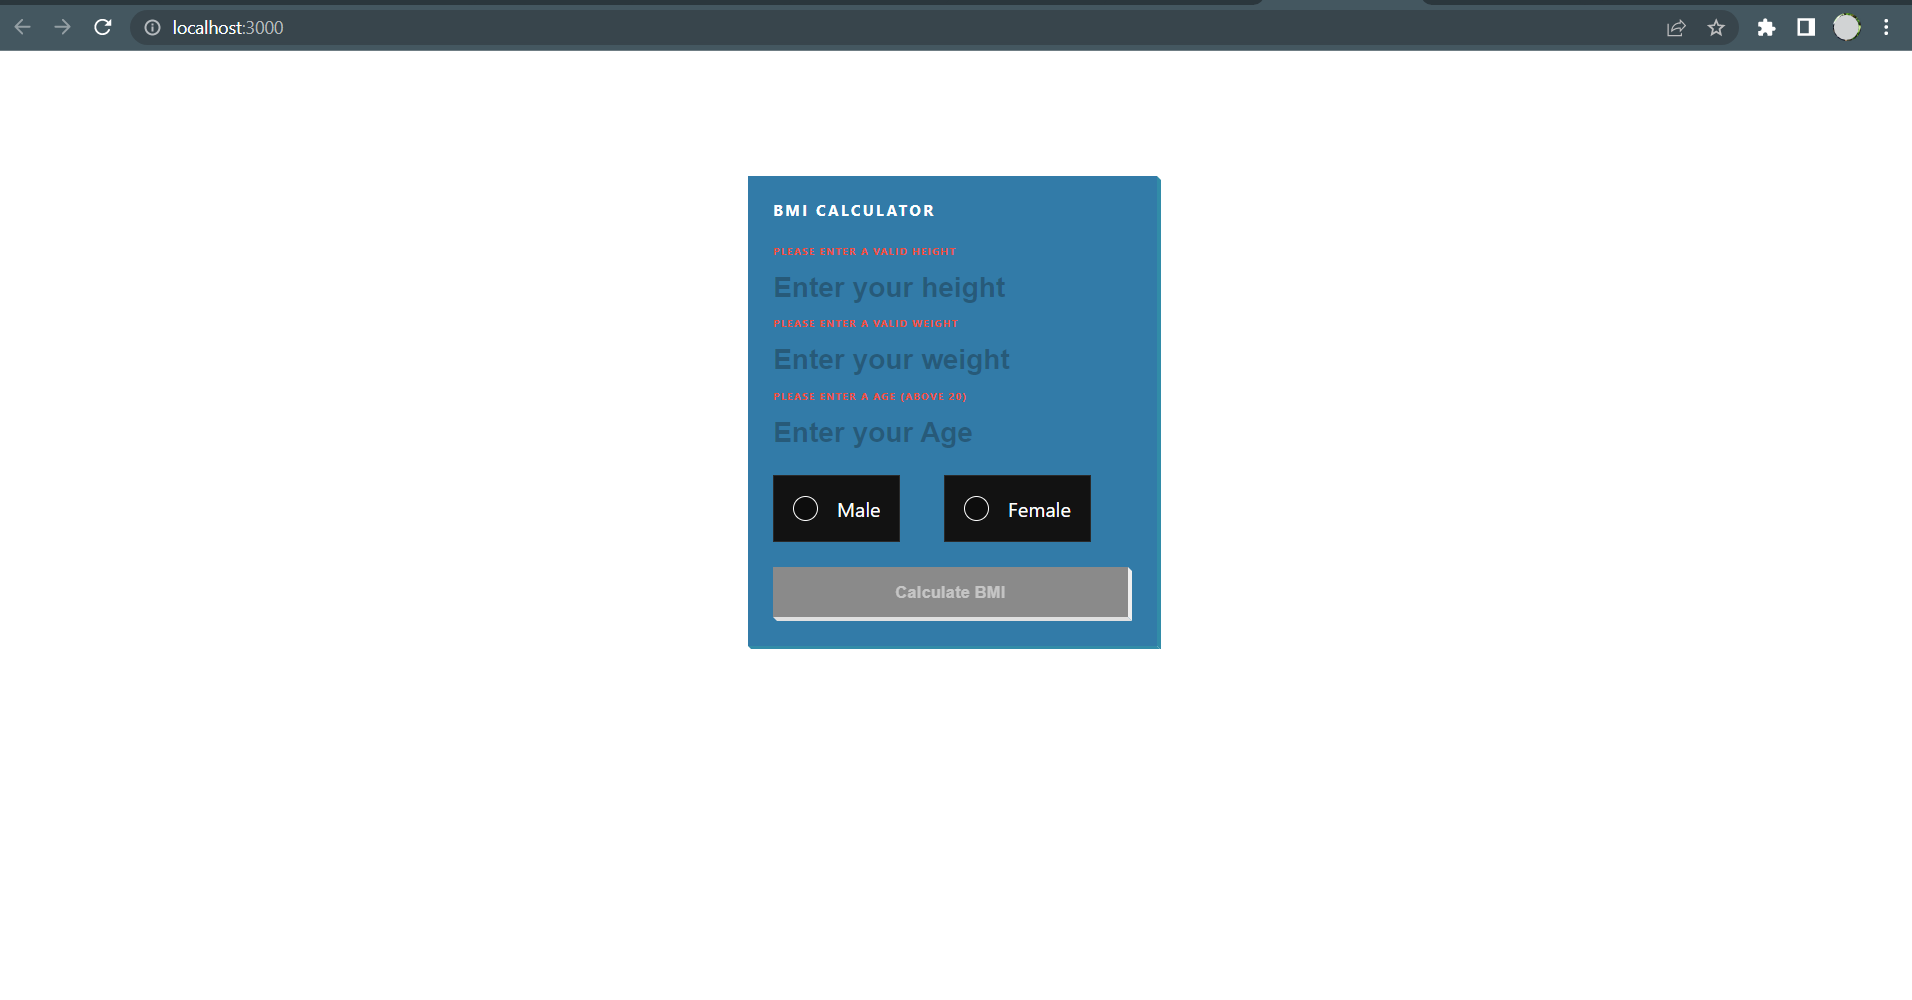 localhost:3000
BMI CALCULATOR
PLEASE ENTER A VALID HEIGHT
Enter your height
PLEASE ENTER A VALID WEIGHT
Enter your weight
PLEASE ENTER A AGE (ABOVE 20)
Enter your Age
Male Female
Calculate BMI